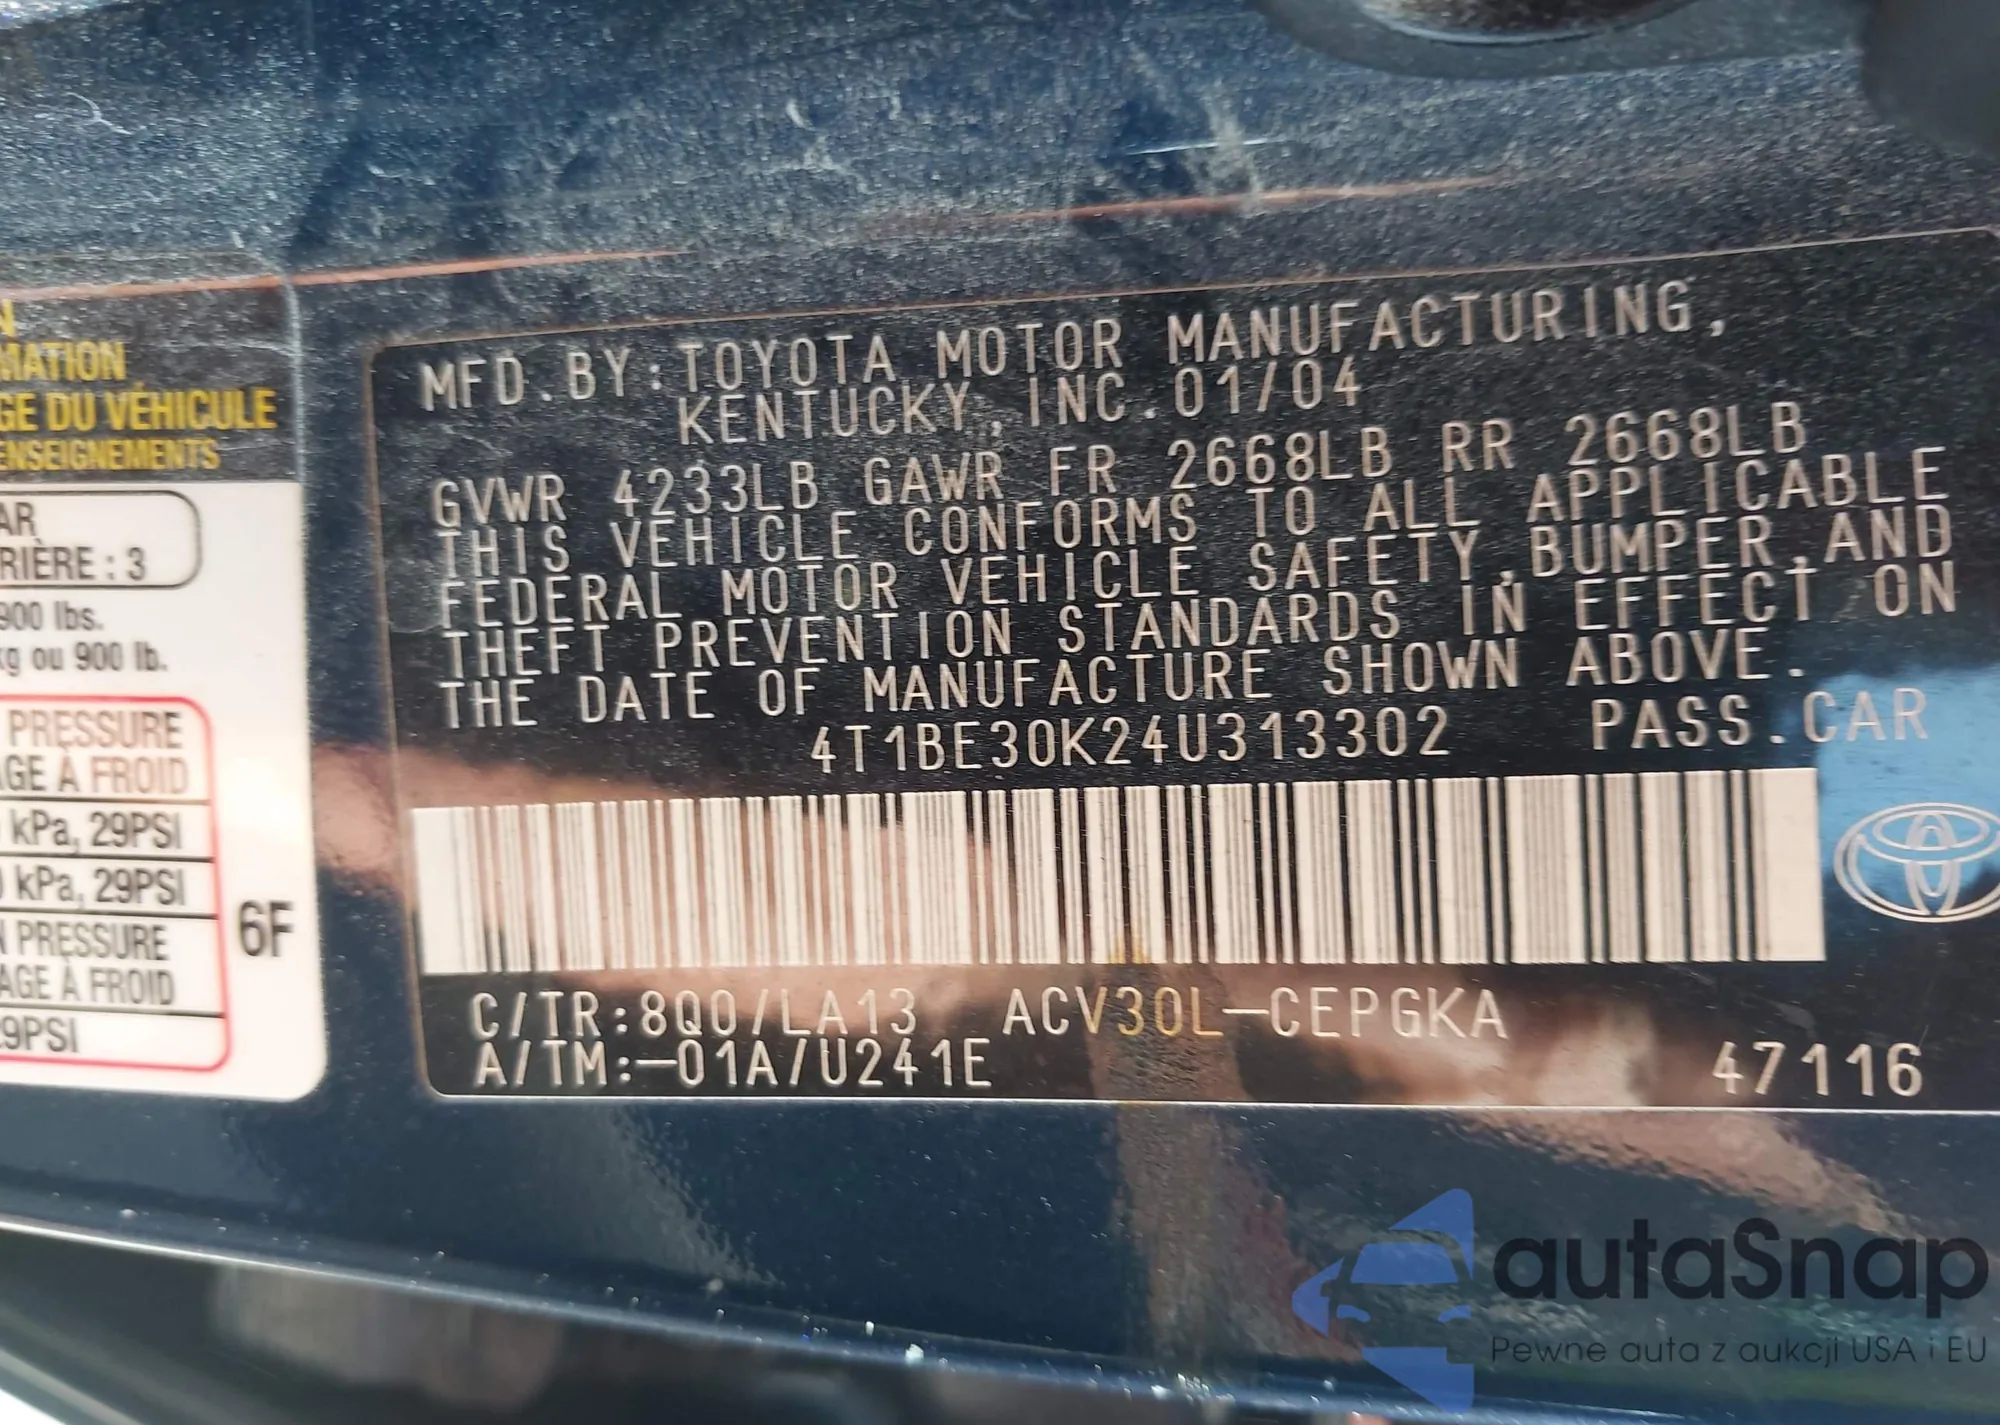 MATION
GE DU VÉHICULE
ENSEIGNEMENTS
AR
RIÈRE : 3
900 lbs.
kg ou 900 lb.
PRESSURE
AGE À FROID
kPa, 29PSI
0 kPa, 29PSI
N PRESSURE
AGE À FROID
29PSI
6F
MFD. BY: TOYOTA MOTOR MANUFACTURING,
KENTUCKY, INC. 01/04
GVWR 4233LB GAWR FR 2668LB RR 2668LB
THIS VEHICLE CONFORMS TO ALL APPLICABLE
FEDERAL MOTOR VEHICLE SAFETY, BUMPER, AND
THEFT PREVENTION STANDARDS IN EFFECT ON
THE DATE OF MANUFACTURE SHOWN ABOVE.
4T1BE30K24U313302 PASS. CAR
C/TR:8Q0/LA13 ACV30L-CEPGKA
A/TM:-01A/U241E
47116
autaSnap
Pewne auta z aukcji USA i EU